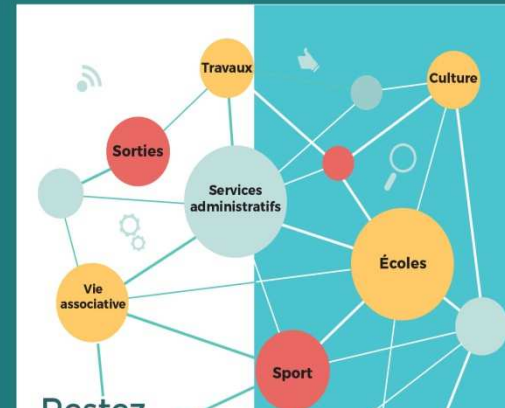 Travaux
Culture
Sorties
Services
administratifs
Écoles
Vie
associative
Sport
Restez